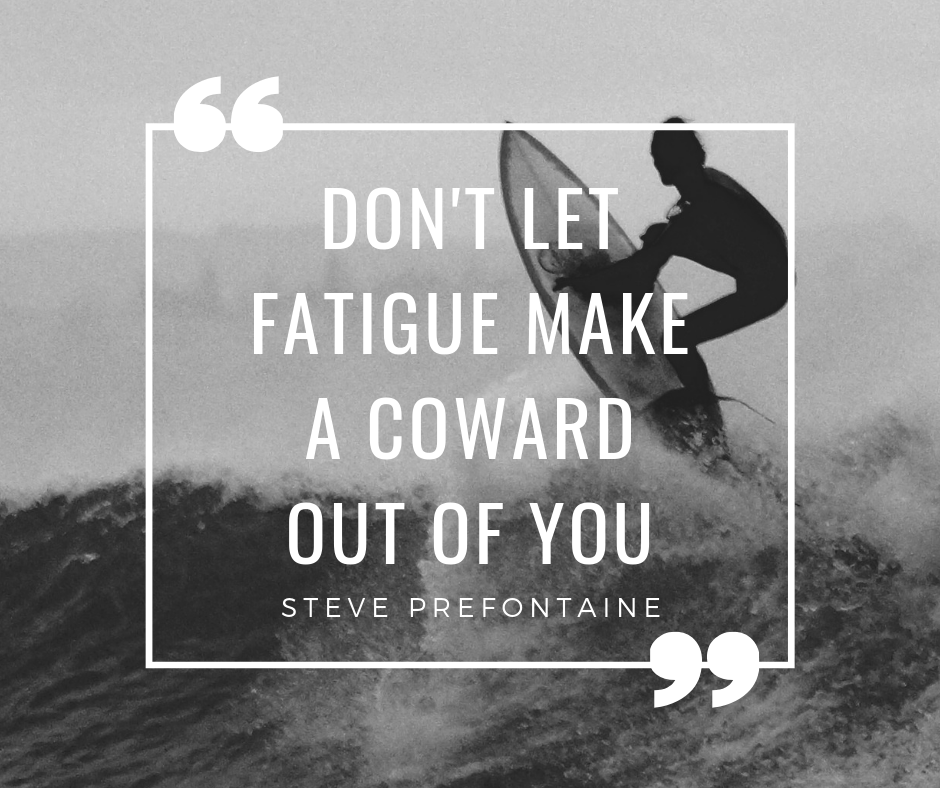 “
DON'T LET
FATIGUE MAKE
A COWARD
OUT OF YOU
STEVE PREFONTAINE
”